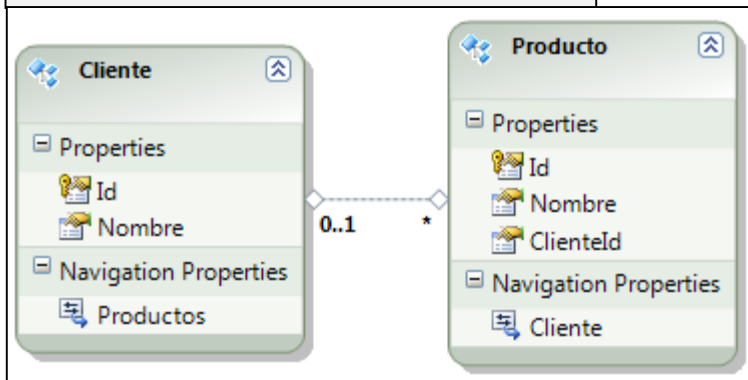 Cliente
Properties
Id
Nombre
Navigation Properties
Productos
0..1 *
Producto
Properties
Id
Nombre
ClienteId
Navigation Properties
Cliente